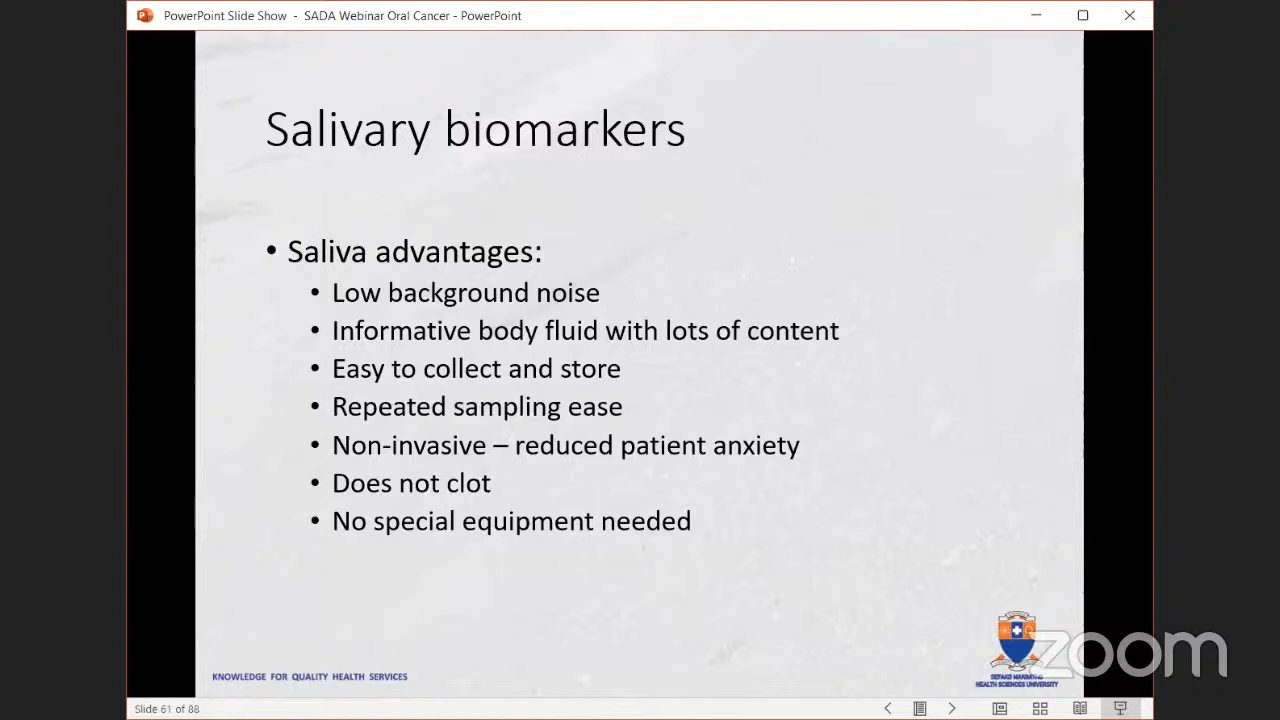 PowerPoint Slide Show - SADA Webinar Oral Cancer - PowerPoint
Salivary biomarkers
• Saliva advantages:
• Low background noise
• Informative body fluid with lots of content
• Easy to collect and store
• Repeated sampling ease
• Non-invasive – reduced patient anxiety
• Does not clot
• No special equipment needed
zoom
KNOWLEDGE FOR QUALITY HEALTH SERVICES
HEALTH SCIENCES UNIVERSITY
Slide 61 of 88